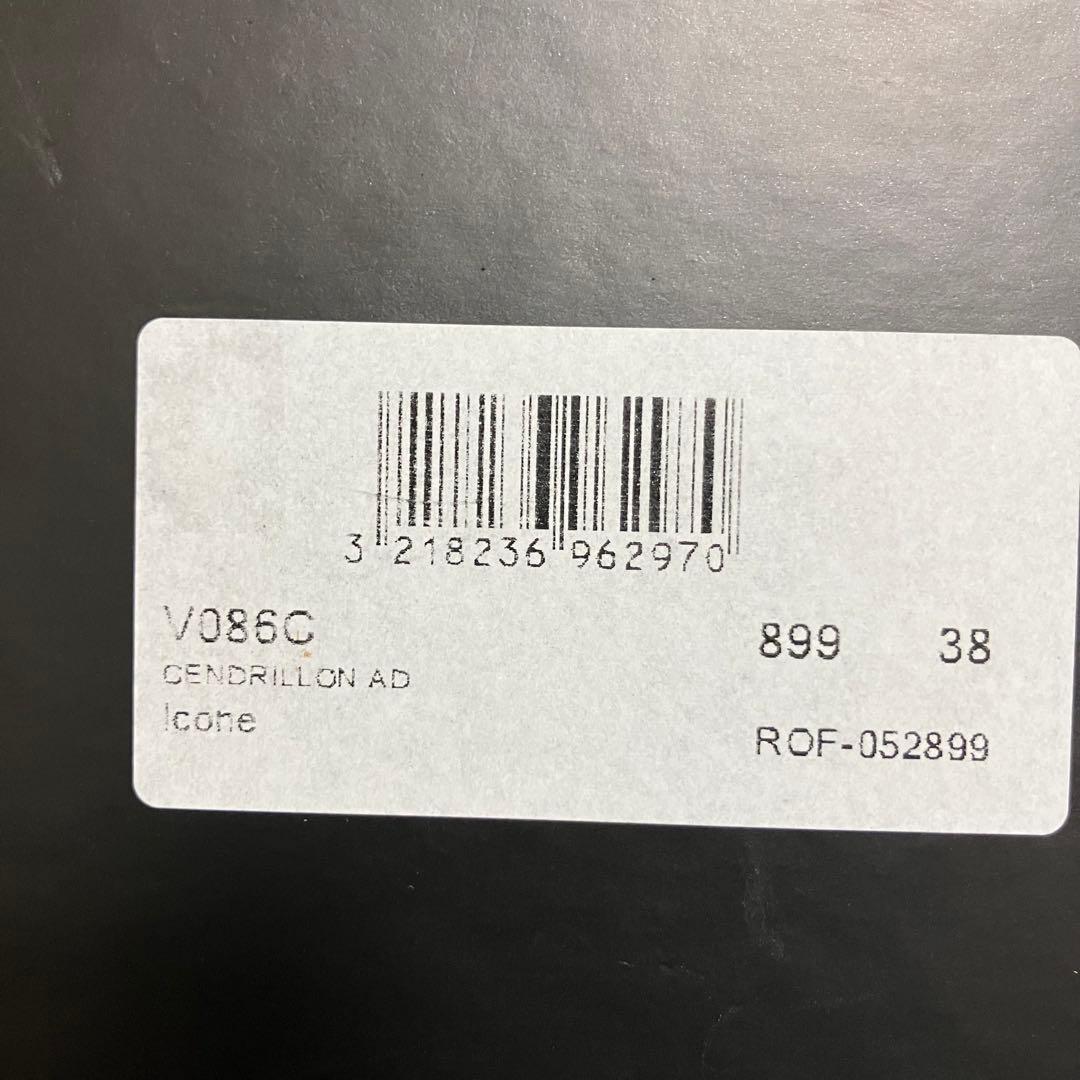 3 218236 962970
V086C 899 38
CENDRILLON AD
Icone
ROF-052899